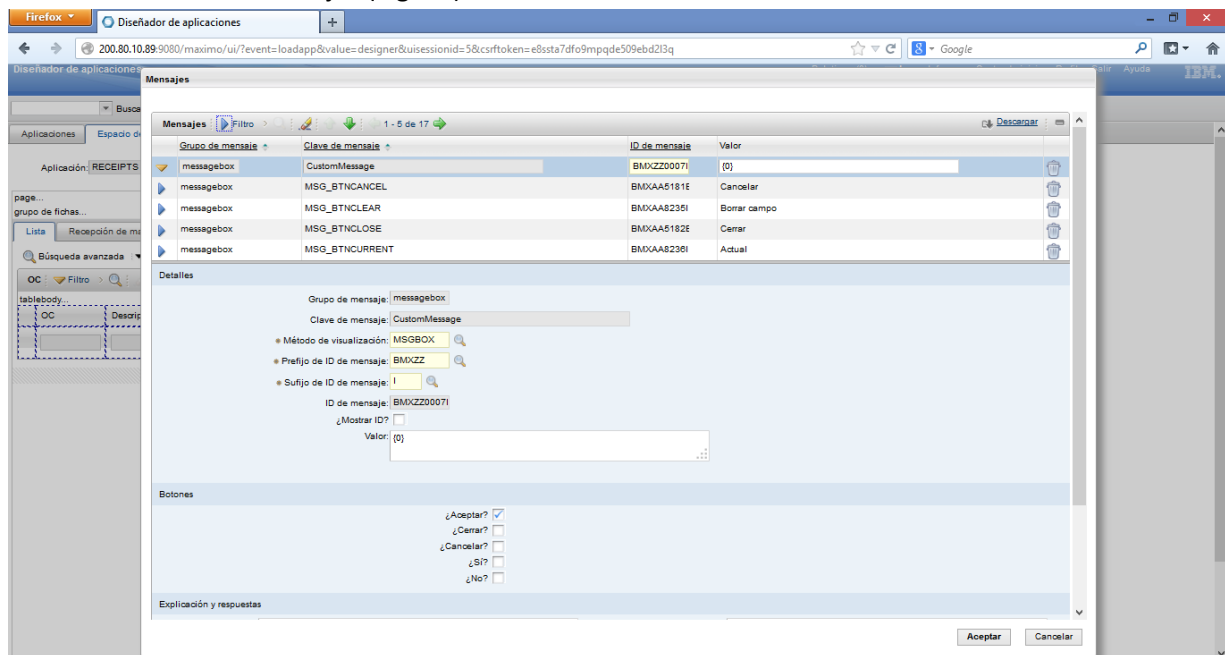 Firefox
Diseñador de aplicaciones
200.80.10.89:9080/maximo/ui/?event=loadapp&value=designer&uisessionid=5&csrftoken=e8ssta7dfo9mpqde509ebd2l3q
Google
Diseñador de aplicaciones
Salir Ayuda IBM.
Mensajes
Busca
Mensajes Filtro 1 - 5 de 17 Descargar
Aplicaciones Espacio de
Grupo de mensaje Clave de mensaje ID de mensaje Valor
Aplicación: RECEIPTS
messagebox CustomMessage BMXZZ0007I {0}
messagebox MSG_BTNCANCEL BMXAA5181E Cancelar
page...
messagebox MSG_BTNCLEAR BMXAA8235I Borrar campo
grupo de fichas...
Lista Recepción de ma
messagebox MSG_BTNCLOSE BMXAA5182E Cerrar
messagebox MSG_BTNCURRENT BMXAA8236I Actual
Búsqueda avanzada
Detalles
OC Filtro
tablebody...
Grupo de mensaje: messagebox
OC Descrip
Clave de mensaje: CustomMessage
Método de visualización: MSGBOX
Prefijo de ID de mensaje: BMXZZ
Sufijo de ID de mensaje: I
ID de mensaje: BMXZZ0007I
¿Mostrar ID?
Valor: {0}
Botones
¿Aceptar?
¿Cerrar?
¿Cancelar?
¿Sí?
¿No?
Explicación y respuestas
Aceptar Cancelar